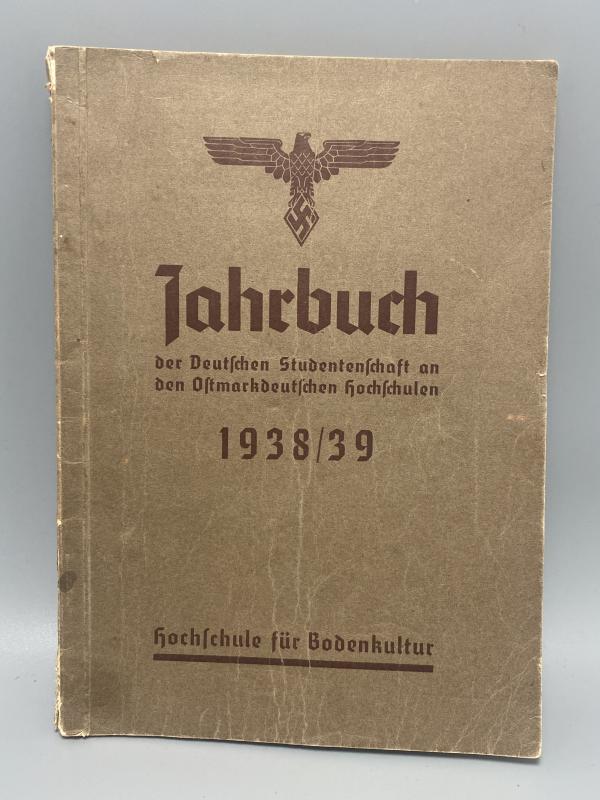 Jahrbuch
der Deutſchen Studentenſchaft an
den Oſtmarkdeutſchen Hochſchulen
1938/39
Hochſchule für Bodenkultur